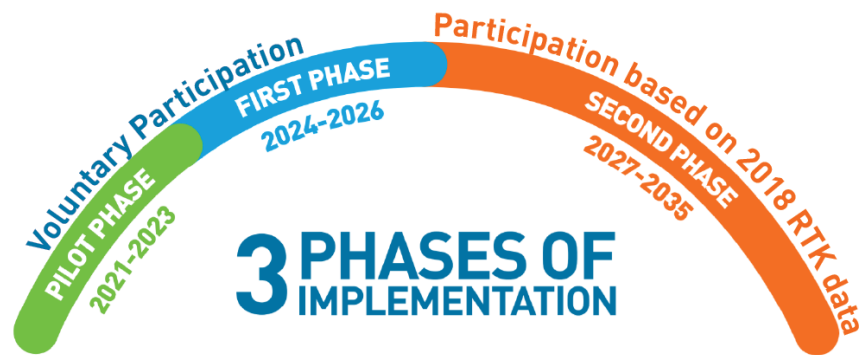 Voluntary Participation
PILOT PHASE
2021-2023
FIRST PHASE
2024-2026
Participation based on 2018 RTK data
SECOND PHASE
2027-2035
3 PHASES OF
IMPLEMENTATION